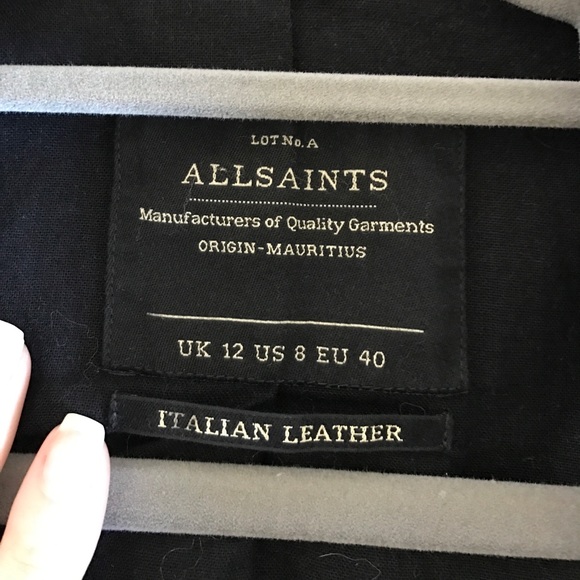 LOT No. A
ALLSAINTS
Manufacturers of Quality Garments
ORIGIN-MAURITIUS
UK 12 US 8 EU 40
ITALIAN LEATHER